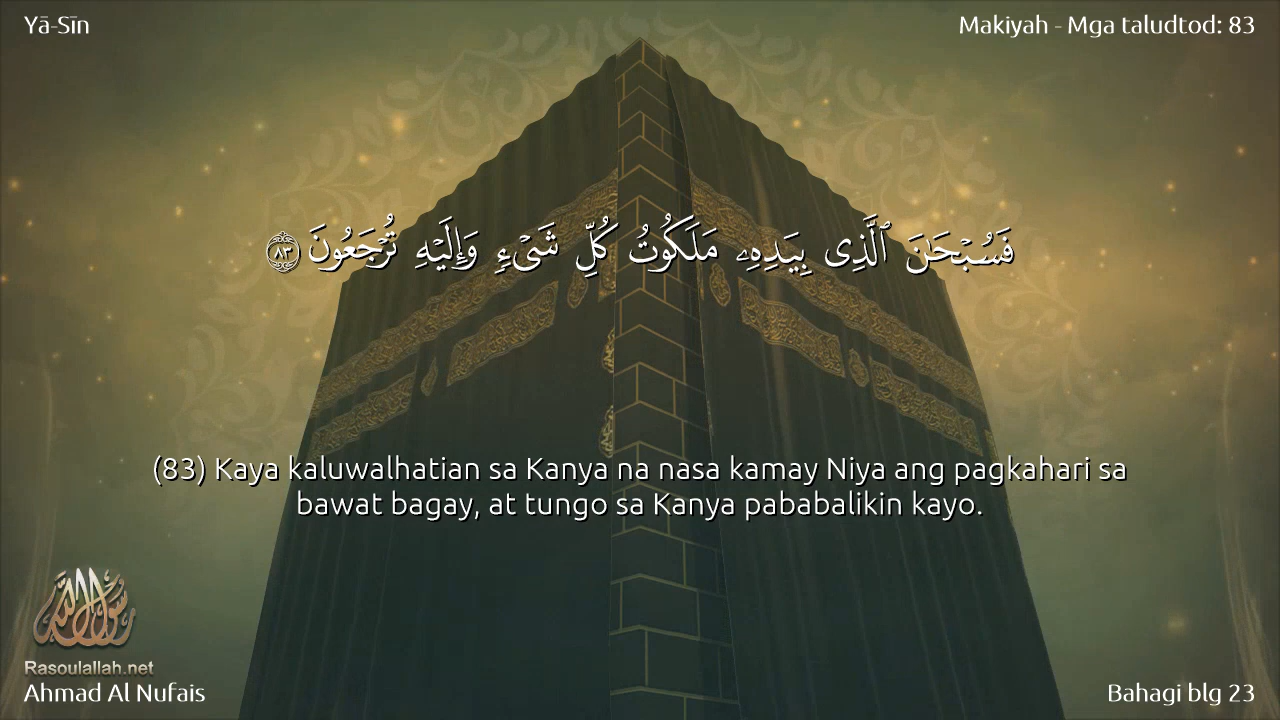 Yā-Sīn
Makiyah - Mga taludtod: 83
فَسُبْحَٰنَ ٱلَّذِى بِيَدِهِۦ مَلَكُوتُ كُلِّ شَىْءٍ وَإِلَيْهِ تُرْجَعُونَ ٨٣
(83) Kaya kaluwalhatian sa Kanya na nasa kamay Niya ang pagkahari sa
bawat bagay, at tungo sa Kanya pababalikin kayo.
رسول الله
Rasoulallah.net
Ahmad Al Nufais
Bahagi blg 23